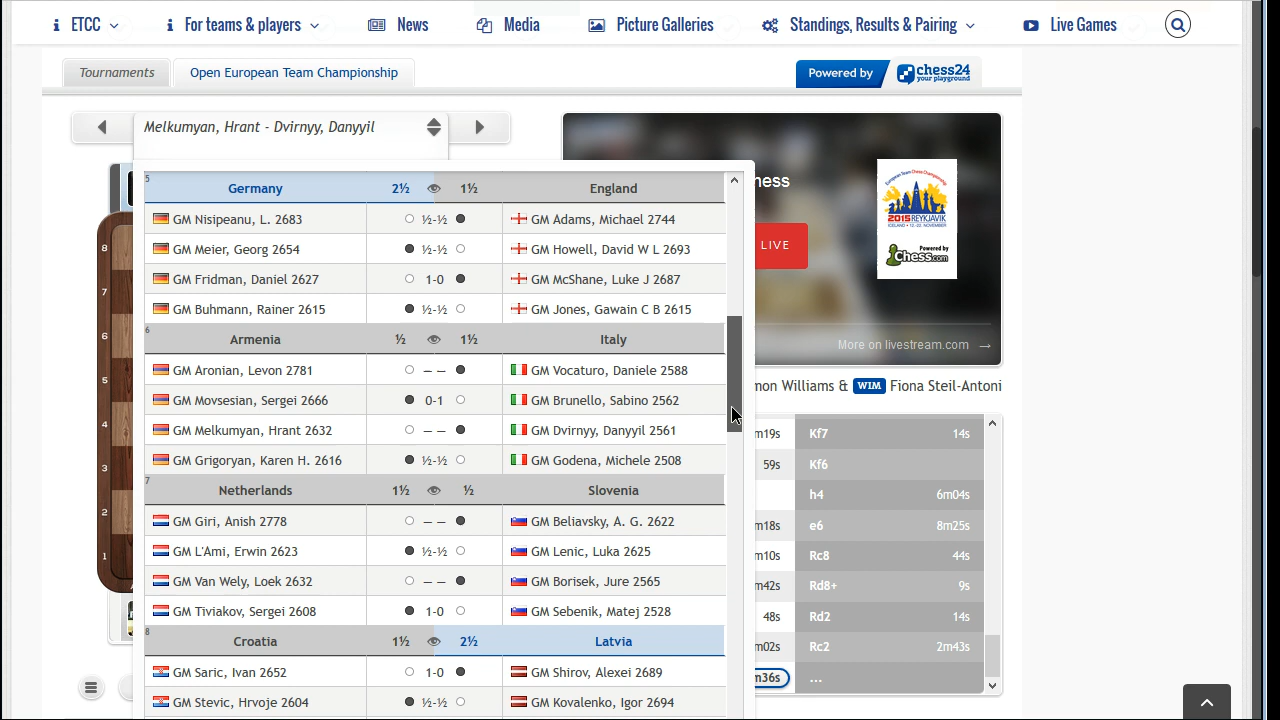 ETCC For teams & players News Media Picture Galleries Standings, Results & Pairing Live Games
Tournaments Open European Team Championship Powered by chess24 your playground
Melkumyan, Hrant - Dvirnyy, Danyyil
5 Germany 2½ 1½ England
GM Nisipeanu, L. 2683 ½-½ GM Adams, Michael 2744
GM Meier, Georg 2654 ½-½ GM Howell, David W L 2693
GM Fridman, Daniel 2627 1-0 GM McShane, Luke J 2687
GM Buhmann, Rainer 2615 ½-½ GM Jones, Gawain C B 2615
6 Armenia ½ 1½ Italy
GM Aronian, Levon 2781 – – GM Vocaturo, Daniele 2588
GM Movsesian, Sergei 2666 0-1 GM Brunello, Sabino 2562
GM Melkumyan, Hrant 2632 – – GM Dvirnyy, Danyyil 2561
GM Grigoryan, Karen H. 2616 ½-½ GM Godena, Michele 2508
7 Netherlands 1½ ½ Slovenia
GM Giri, Anish 2778 – – GM Beliavsky, A. G. 2622
GM L'Ami, Erwin 2623 ½-½ GM Lenic, Luka 2625
GM Van Wely, Loek 2632 – – GM Borisek, Jure 2565
GM Tiviakov, Sergei 2608 1-0 GM Sebenik, Matej 2528
8 Croatia 1½ 2½ Latvia
GM Saric, Ivan 2652 1-0 GM Shirov, Alexei 2689
GM Stevic, Hrvoje 2604 ½-½ GM Kovalenko, Igor 2694
8
7
6
5
4
3
2
1
ness
LIVE
European Team Chess Championship
2015 REYKJAVIK
ICELAND • 12.-22. NOVEMBER
Powered by
Chess.com
More on livestream.com →
mon Williams & WIM Fiona Steil-Antoni
m19s Kf7 14s
59s Kf6
h4 6m04s
m18s e6 8m25s
m10s Rc8 44s
m42s Rd8+ 9s
48s Rd2 14s
m02s Rc2 2m43s
m36s ...